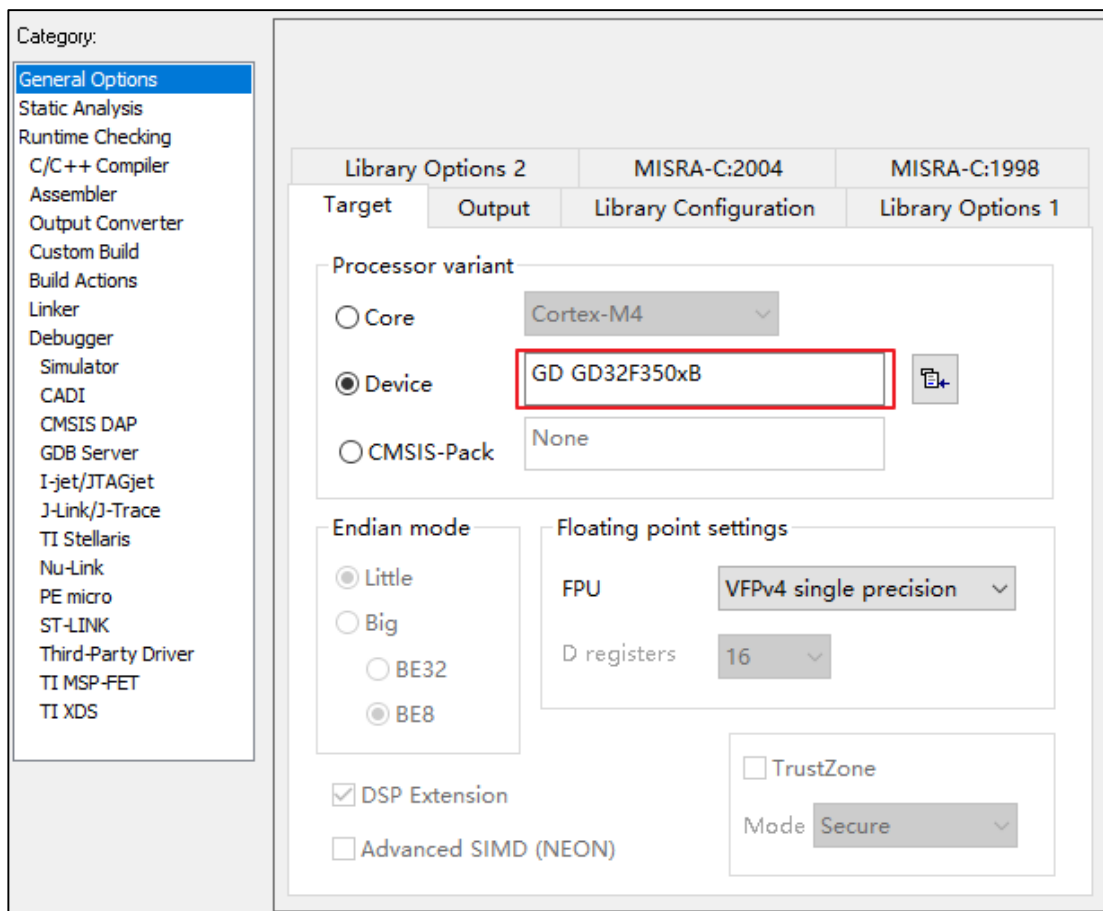 Category:
General Options
Static Analysis
Runtime Checking
C/C++ Compiler
Assembler
Output Converter
Custom Build
Build Actions
Linker
Debugger
Simulator
CADI
CMSIS DAP
GDB Server
I-jet/JTAGjet
J-Link/J-Trace
TI Stellaris
Nu-Link
PE micro
ST-LINK
Third-Party Driver
TI MSP-FET
TI XDS
Library Options 2 MISRA-C:2004 MISRA-C:1998
Target Output Library Configuration Library Options 1
Processor variant
Core Cortex-M4
Device GD GD32F350xB
CMSIS-Pack None
Endian mode
Little
Big
BE32
BE8
Floating point settings
FPU VFPv4 single precision
D registers 16
DSP Extension
Advanced SIMD (NEON)
TrustZone
Mode Secure